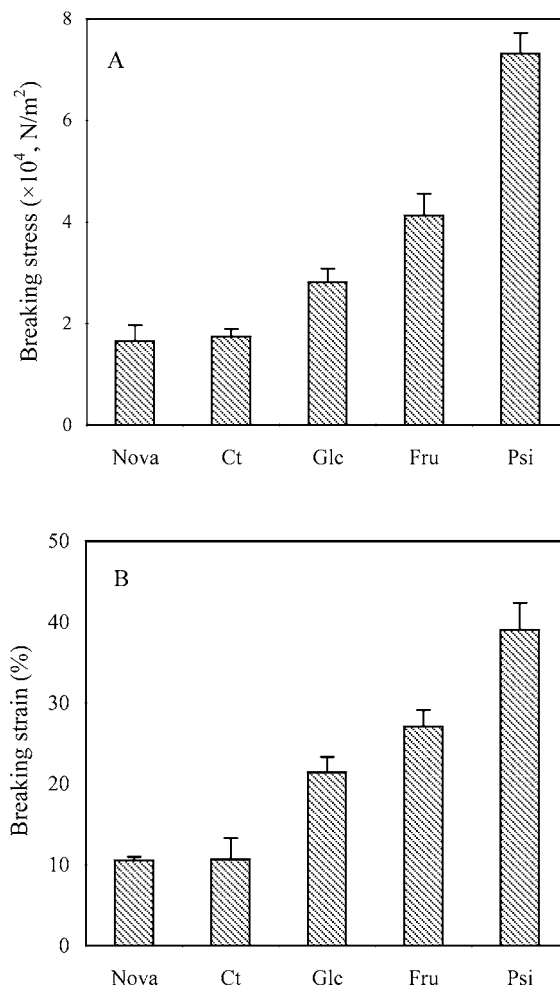 A
Breaking stress (×10⁴, N/m²)
8
6
4
2
0
Nova Ct Glc Fru Psi
B
Breaking strain (%)
50
40
30
20
10
0
Nova Ct Glc Fru Psi